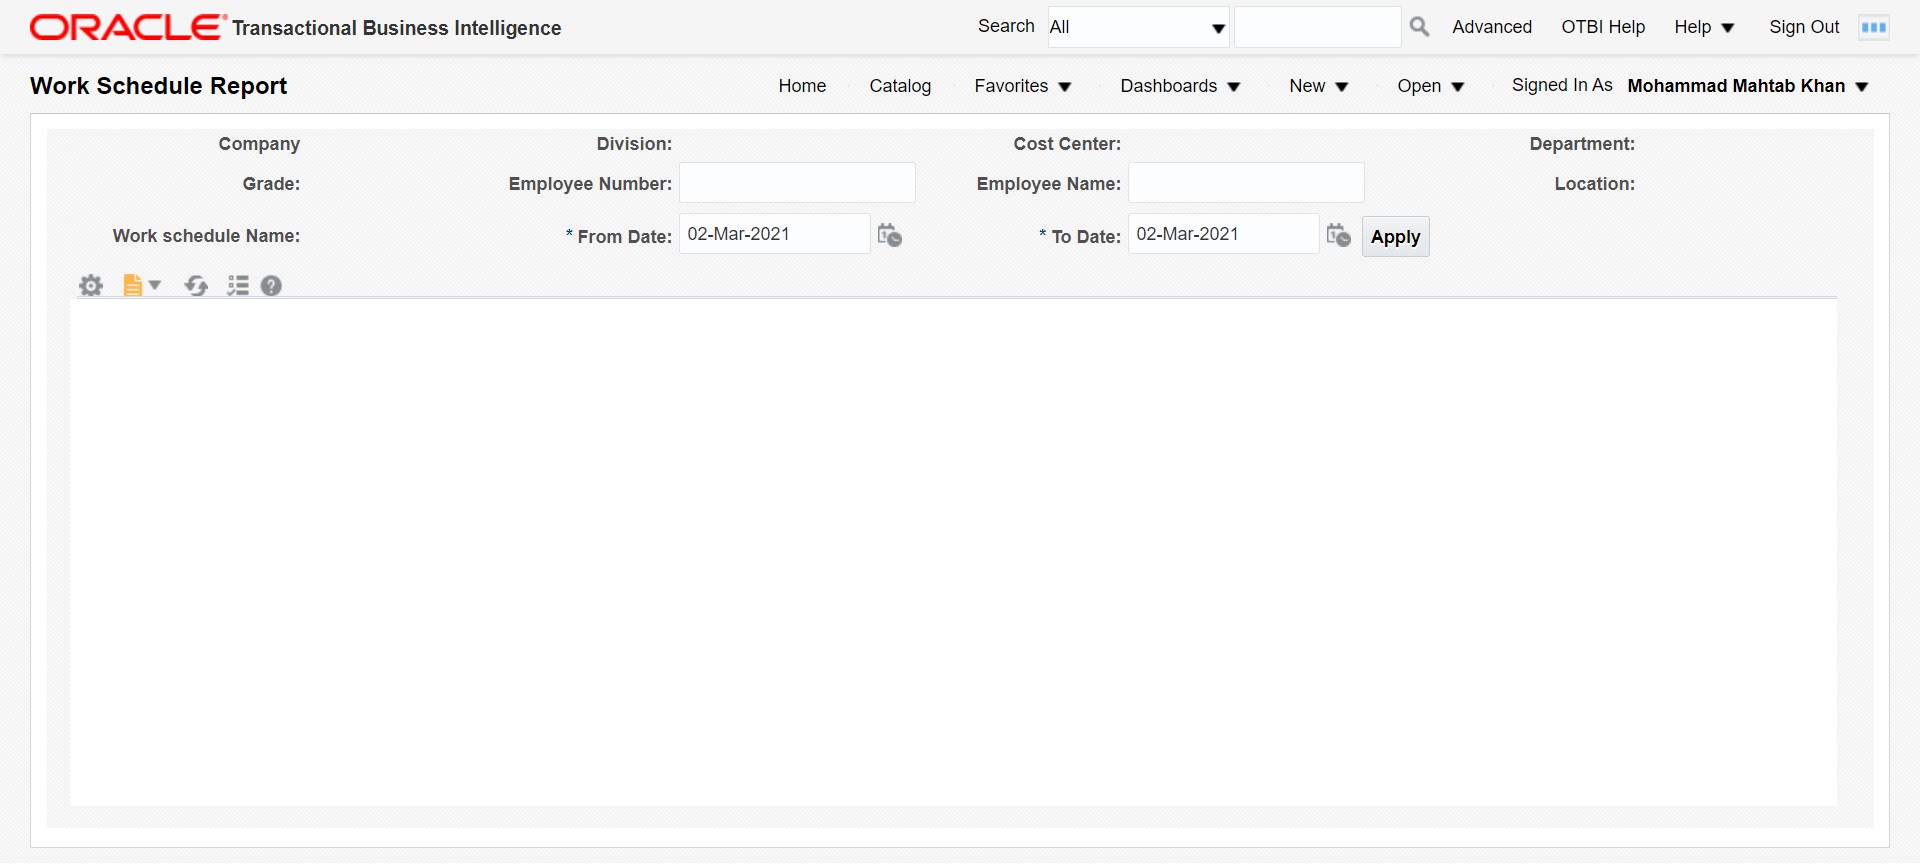 ORACLE Transactional Business Intelligence Search All Advanced OTBI Help Help Sign Out
Work Schedule Report Home Catalog Favorites Dashboards New Open Signed In As Mohammad Mahtab Khan
Company Division: Cost Center: Department:
Grade: Employee Number: Employee Name: Location:
Work schedule Name: * From Date: 02-Mar-2021 * To Date: 02-Mar-2021 Apply